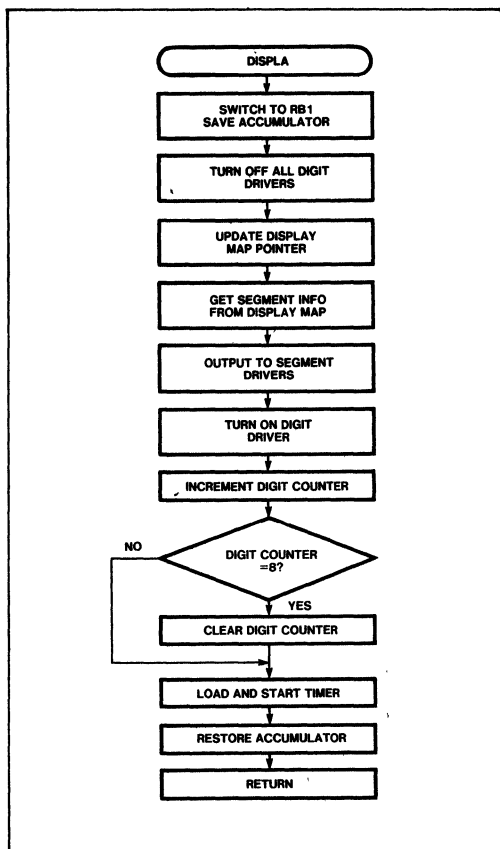 DISPLA
SWITCH TO RB1
SAVE ACCUMULATOR
TURN OFF ALL DIGIT
DRIVERS
UPDATE DISPLAY
MAP POINTER
GET SEGMENT INFO
FROM DISPLAY MAP
OUTPUT TO SEGMENT
DRIVERS
TURN ON DIGIT
DRIVER
INCREMENT DIGIT COUNTER
NO
DIGIT COUNTER
=8?
YES
CLEAR DIGIT COUNTER
LOAD AND START TIMER
RESTORE ACCUMULATOR
RETURN